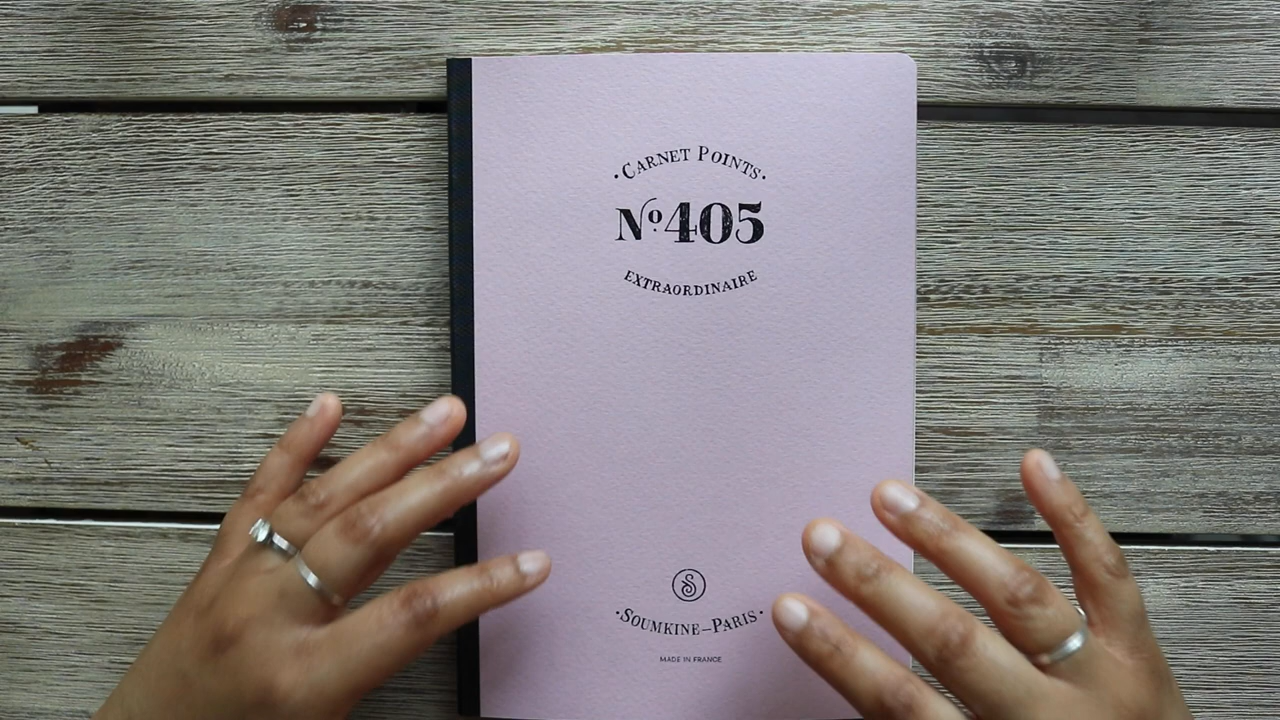 ·CARNET POINTS·
Nº405
EXTRAORDINAIRE
S
·SOUMKINE–PARIS·
MADE IN FRANCE